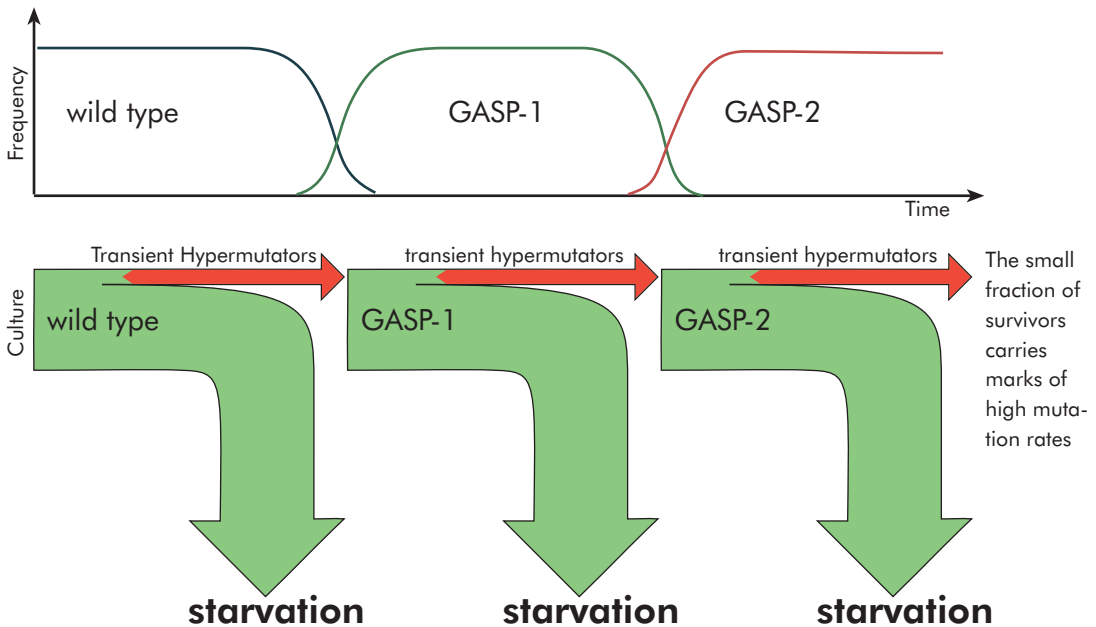 Frequency
wild type
GASP-1
GASP-2
Time
Culture
Transient Hypermutators
transient hypermutators
transient hypermutators
wild type
GASP-1
GASP-2
The small
fraction of
survivors
carries
marks of
high muta-
tion rates
starvation
starvation
starvation